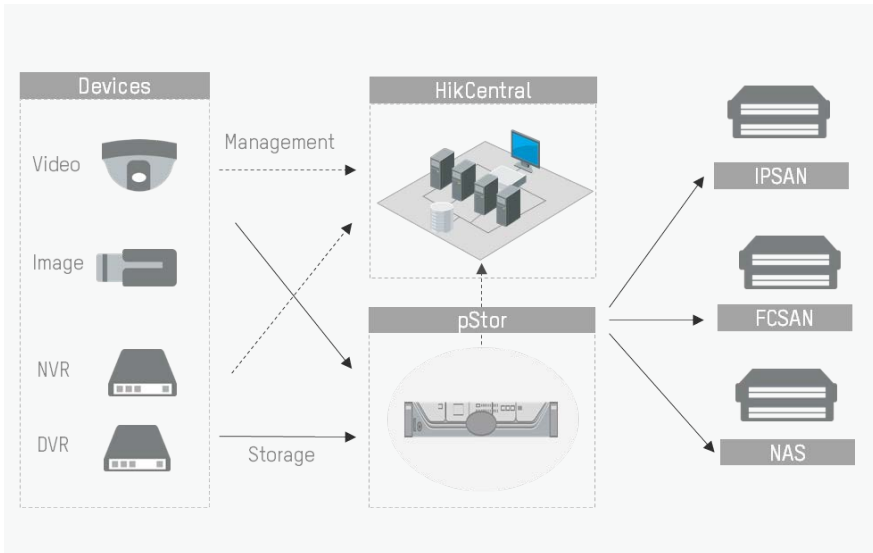 Devices
Video
Image
NVR
DVR
Management
Storage
HikCentral
pStor
IPSAN
FCSAN
NAS